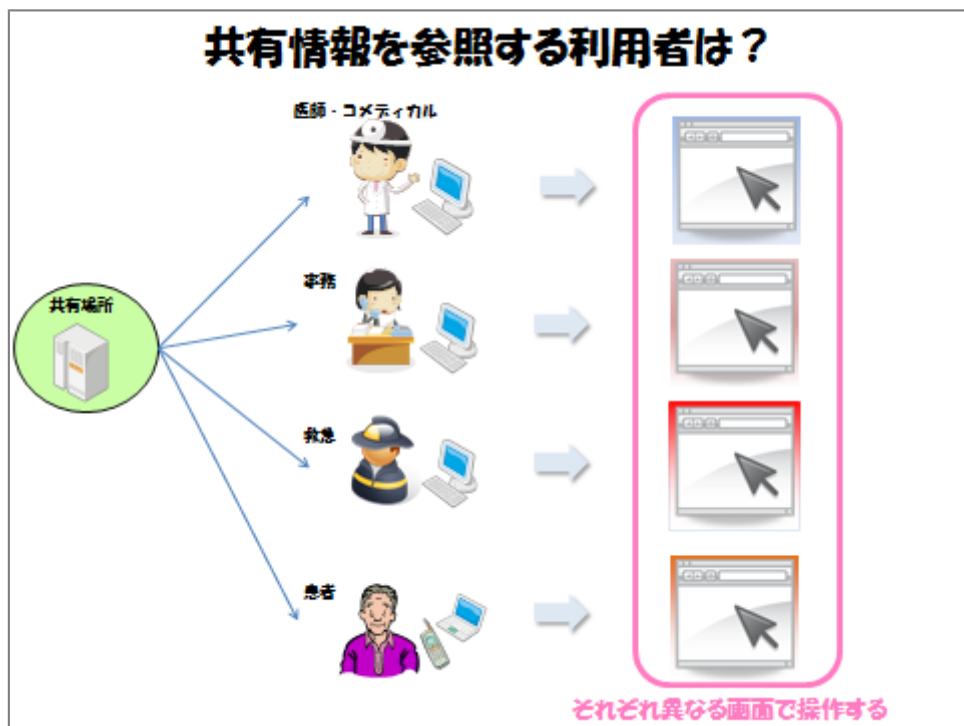 共有情報を参照する利用者は？
医師・コメディカル
事務
共有場所
救急
患者
それぞれ異なる画面で操作する